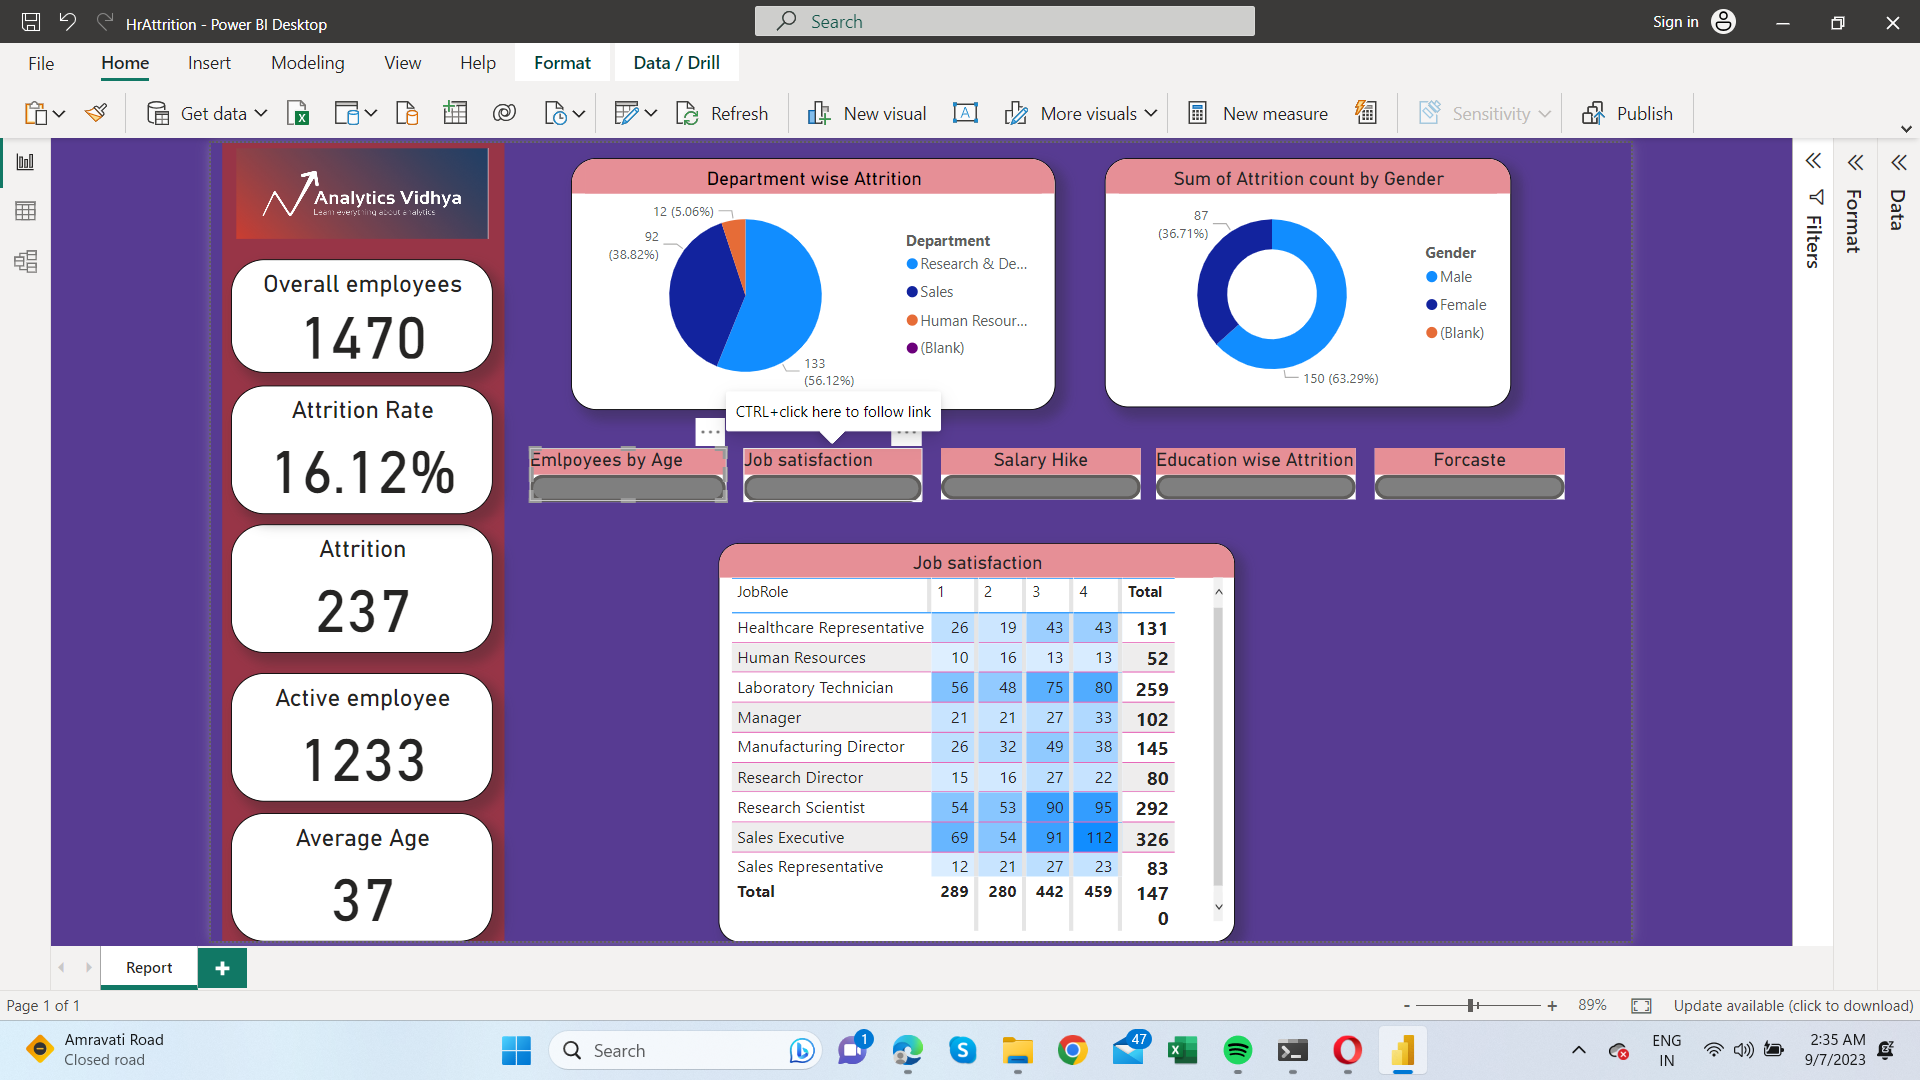 HrAttrition - Power BI Desktop
Search
Sign in
File
Home
Insert
Modeling
View
Help
Format
Data / Drill
Get data
Refresh
New visual
More visuals
New measure
Sensitivity
Publish
Analytics Vidhya
Learn everything about analytics
Overall employees
1470
Attrition Rate
16.12%
Attrition
237
Active employee
1233
Average Age
37
Department wise Attrition
12 (5.06%)
92
(38.82%)
133
(56.12%)
Department
Research & De...
Sales
Human Resour...
(Blank)
Sum of Attrition count by Gender
87
(36.71%)
150 (63.29%)
Gender
Male
Female
(Blank)
CTRL+click here to follow link
Emlpoyees by Age
Job satisfaction
Salary Hike
Education wise Attrition
Forcaste
Job satisfaction
JobRole 1 2 3 4 Total
Healthcare Representative 26 19 43 43 131
Human Resources 10 16 13 13 52
Laboratory Technician 56 48 75 80 259
Manager 21 21 27 33 102
Manufacturing Director 26 32 49 38 145
Research Director 15 16 27 22 80
Research Scientist 54 53 90 95 292
Sales Executive 69 54 91 112 326
Sales Representative 12 21 27 23 83
Total 289 280 442 459 147
0
Filters
Format
Data
Report
Page 1 of 1
- + 89%
Update available (click to download)
Amravati Road
Closed road
Search
1
47
ENG
IN
2:35 AM
9/7/2023